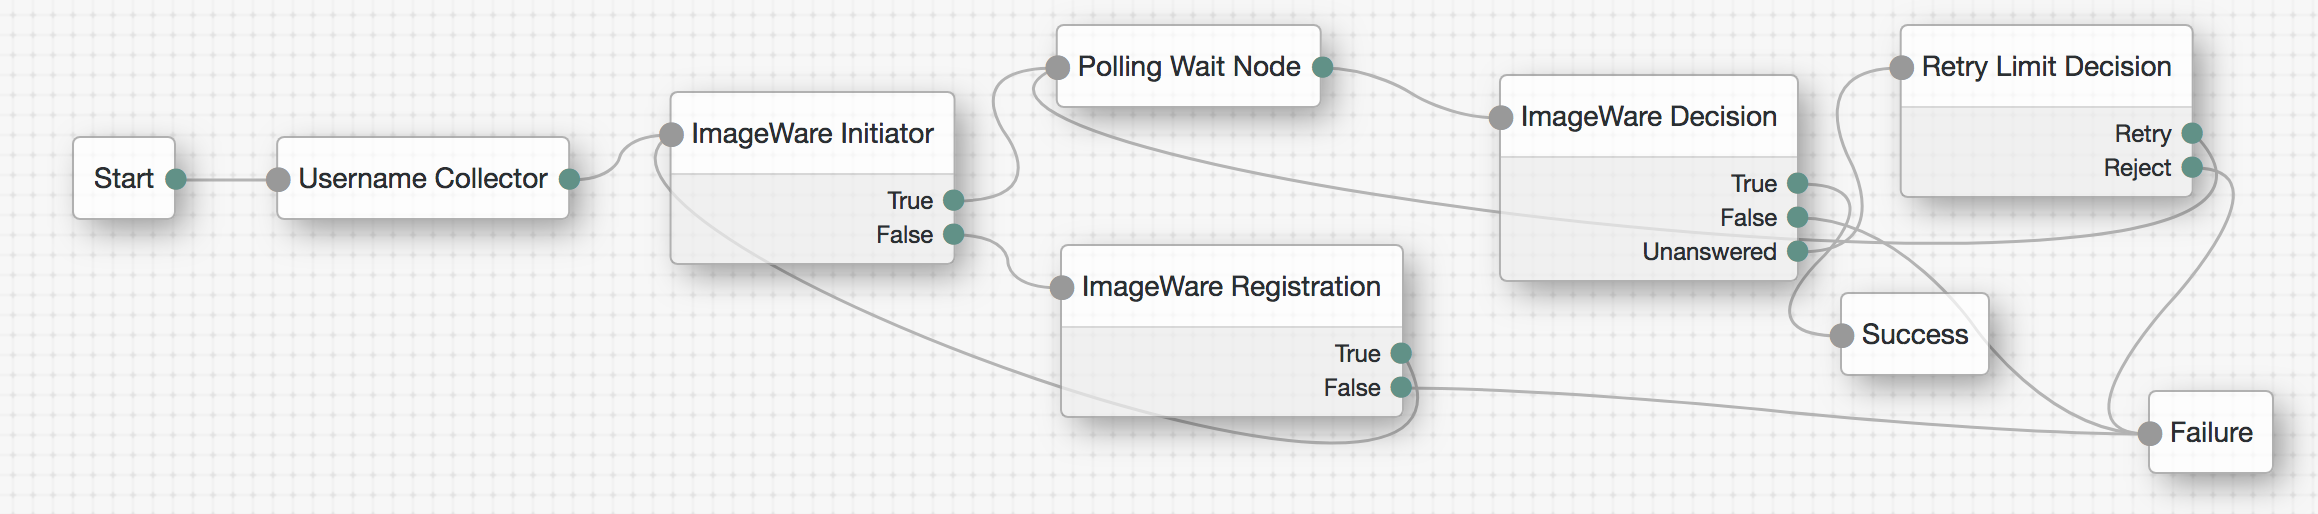 Start
Username Collector
ImageWare Initiator
True
False
Polling Wait Node
ImageWare Registration
True
False
ImageWare Decision
True
False
Unanswered
Retry Limit Decision
Retry
Reject
Success
Failure